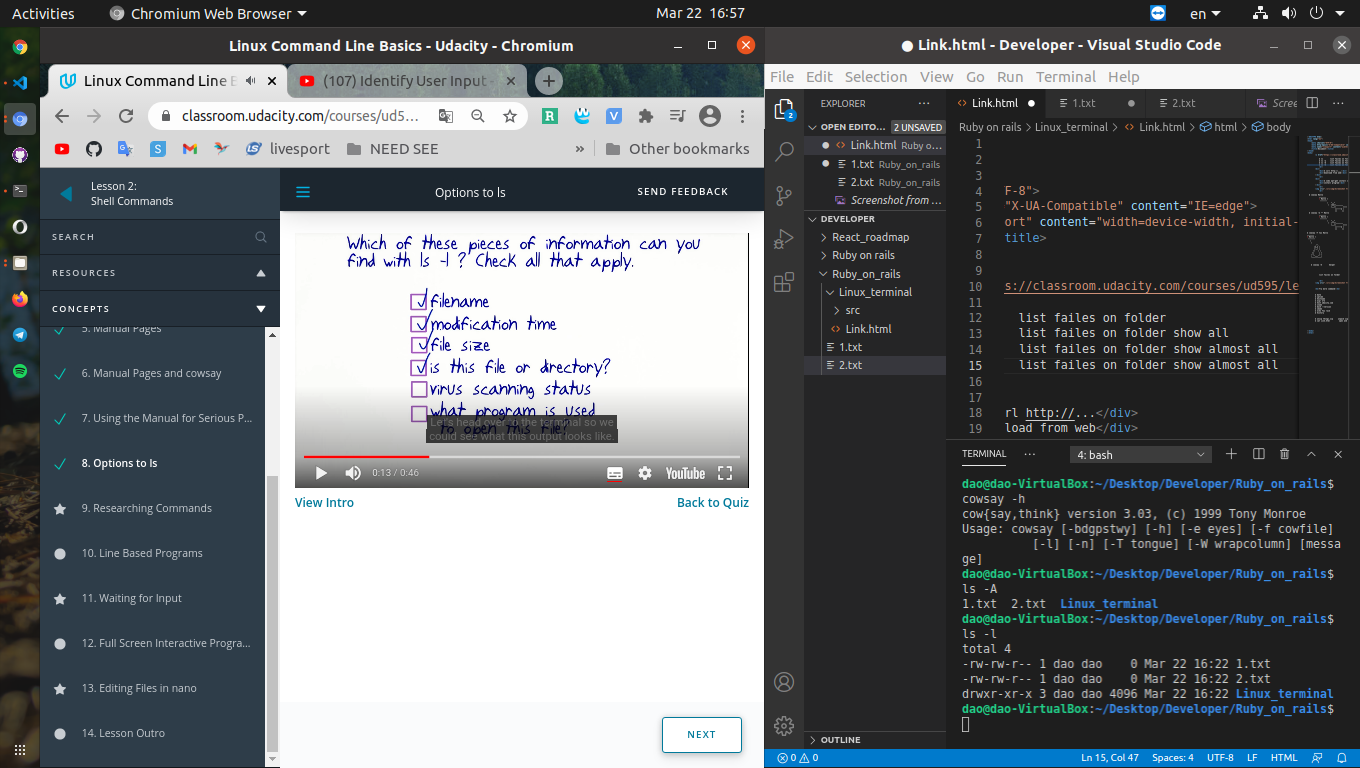 Activities
Chromium Web Browser
Mar 22 16:57
en
Linux Command Line Basics - Udacity - Chromium
Linux Command Line B
(107) Identify User Input -
classroom.udacity.com/courses/ud5...
livesport
NEED SEE
»
Other bookmarks
Lesson 2:
Shell Commands
SEARCH
RESOURCES
CONCEPTS
5. Manual Pages
6. Manual Pages and cowsay
7. Using the Manual for Serious P...
8. Options to ls
9. Researching Commands
10. Line Based Programs
11. Waiting for Input
12. Full Screen Interactive Progra...
13. Editing Files in nano
14. Lesson Outro
Options to ls
SEND FEEDBACK
Which of these pieces of information can you
find with ls -l ? Check all that apply.
filename
modification time
file size
is this file or drectory?
virus scanning status
what program is used
to open this file?
Let's head over to the terminal so we
could see what this output looks like.
0:13 / 0:46
YouTube
View Intro
Back to Quiz
NEXT
● Link.html - Developer - Visual Studio Code
File Edit Selection View Go Run Terminal Help
2
EXPLORER
OPEN EDITO...
2 UNSAVED
Link.html Ruby o...
1.txt Ruby_on_rails
2.txt Ruby_on_rails
Screenshot from ...
DEVELOPER
React_roadmap
Ruby on rails
Ruby_on_rails
Linux_terminal
src
Link.html
1.txt
2.txt
OUTLINE
Link.html
1.txt
2.txt
Scree
Ruby on rails > Linux_terminal > Link.html > html > body
1
2
3
4 F-8">
5 "X-UA-Compatible" content="IE=edge">
6 ort" content="width=device-width, initial-
7 title>
8
9
10 s://classroom.udacity.com/courses/ud595/le
11
12 list failes on folder
13 list failes on folder show all
14 list failes on folder show almost all
15 list failes on folder show almost all
16
17
18 rl http://...</div>
19 load from web</div>
TERMINAL
4: bash
dao@dao-VirtualBox:~/Desktop/Developer/Ruby_on_rails$
cowsay -h
cow{say,think} version 3.03, (c) 1999 Tony Monroe
Usage: cowsay [-bdgpstwy] [-h] [-e eyes] [-f cowfile]
[-l] [-n] [-T tongue] [-W wrapcolumn] [messa
ge]
dao@dao-VirtualBox:~/Desktop/Developer/Ruby_on_rails$
ls -A
1.txt 2.txt Linux_terminal
dao@dao-VirtualBox:~/Desktop/Developer/Ruby_on_rails$
ls -l
total 4
-rw-rw-r-- 1 dao dao 0 Mar 22 16:22 1.txt
-rw-rw-r-- 1 dao dao 0 Mar 22 16:22 2.txt
drwxr-xr-x 3 dao dao 4096 Mar 22 16:22 Linux_terminal
dao@dao-VirtualBox:~/Desktop/Developer/Ruby_on_rails$
0 0
Ln 15, Col 47
Spaces: 4
UTF-8
LF
HTML